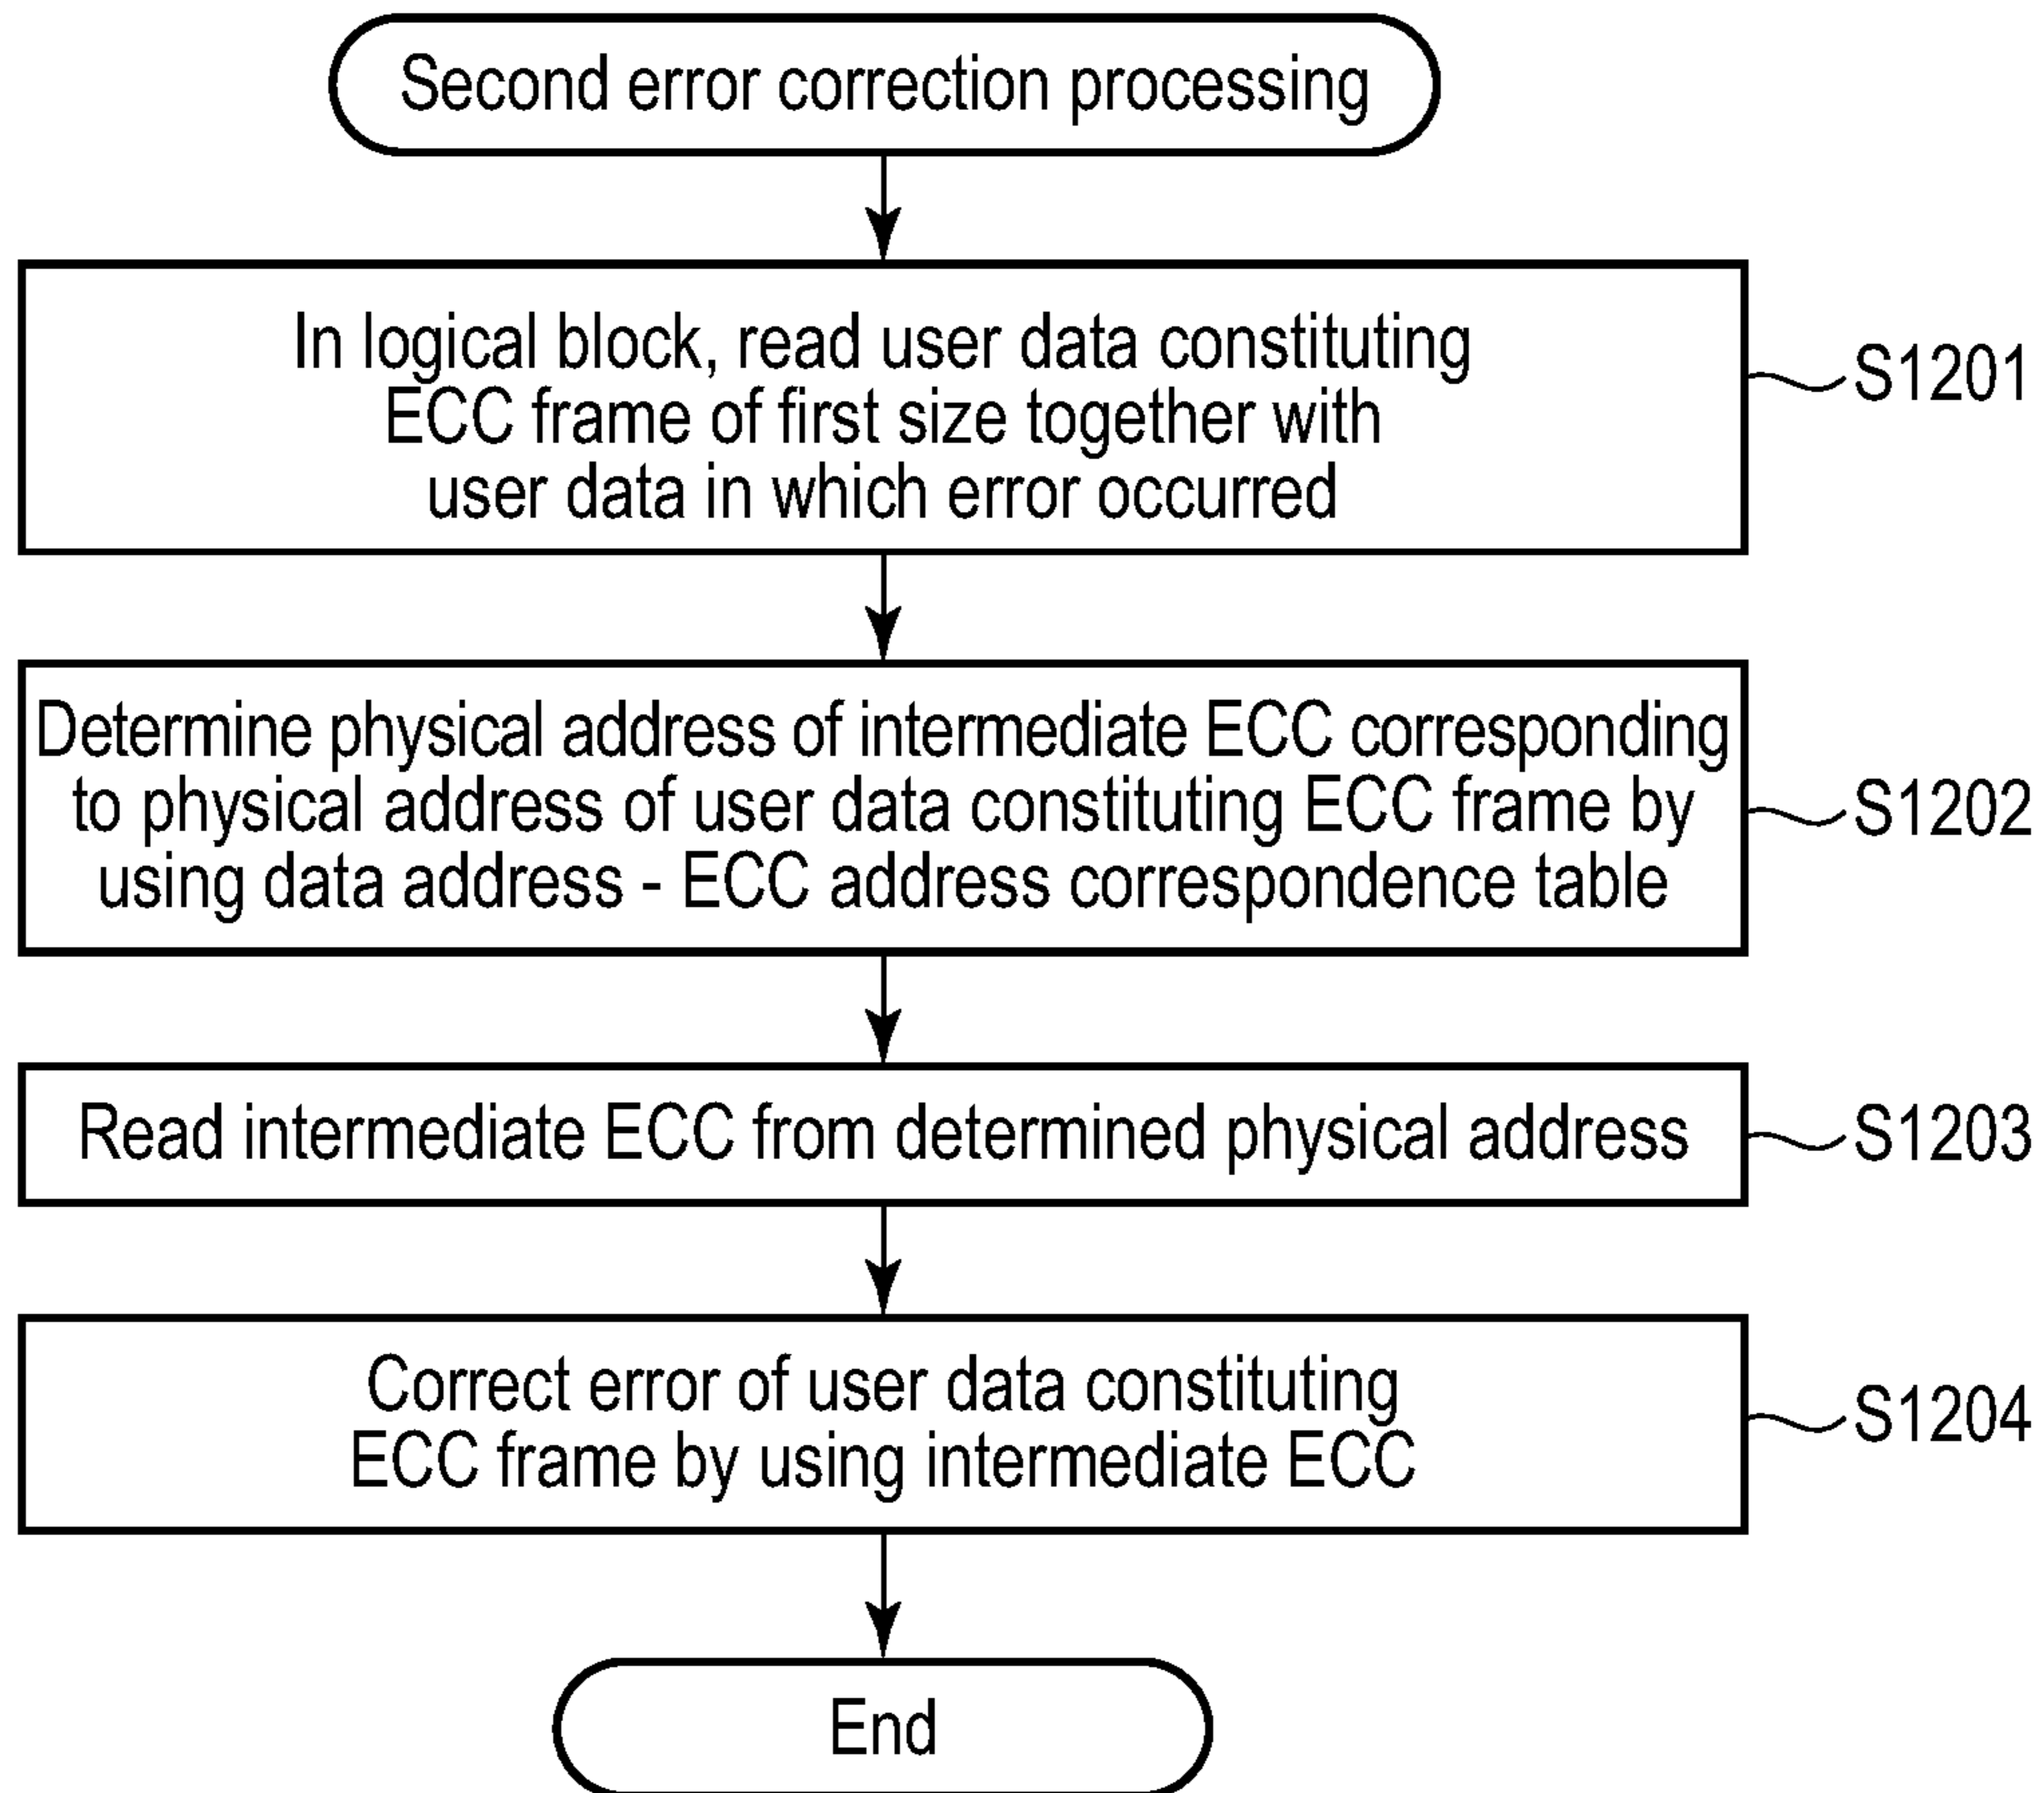 Second error correction processing
In logical block, read user data constituting
ECC frame of first size together with
user data in which error occurred
S1201
Determine physical address of intermediate ECC corresponding
to physical address of user data constituting ECC frame by
using data address - ECC address correspondence table
S1202
Read intermediate ECC from determined physical address
S1203
Correct error of user data constituting
ECC frame by using intermediate ECC
S1204
End